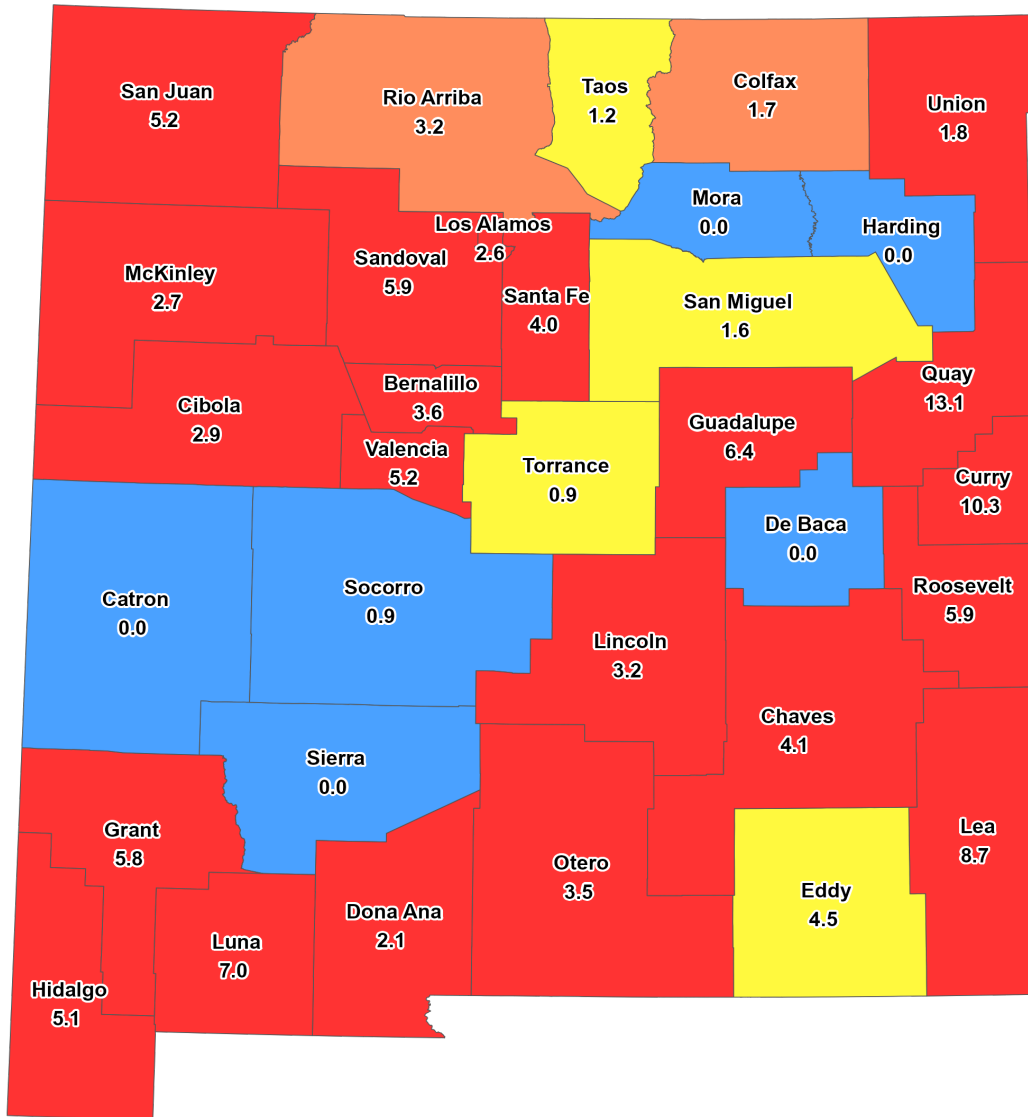 San Juan
5.2
Rio Arriba
3.2
Taos
1.2
Colfax
1.7
Union
1.8
Mora
0.0
Harding
0.0
Los Alamos
2.6
McKinley
2.7
Sandoval
5.9
Santa Fe
4.0
San Miguel
1.6
Quay
13.1
Bernalillo
3.6
Cibola
2.9
Guadalupe
6.4
Valencia
5.2
Torrance
0.9
Curry
10.3
De Baca
0.0
Catron
0.0
Socorro
0.9
Roosevelt
5.9
Lincoln
3.2
Chaves
4.1
Sierra
0.0
Grant
5.8
Lea
8.7
Otero
3.5
Eddy
4.5
Dona Ana
2.1
Luna
7.0
Hidalgo
5.1